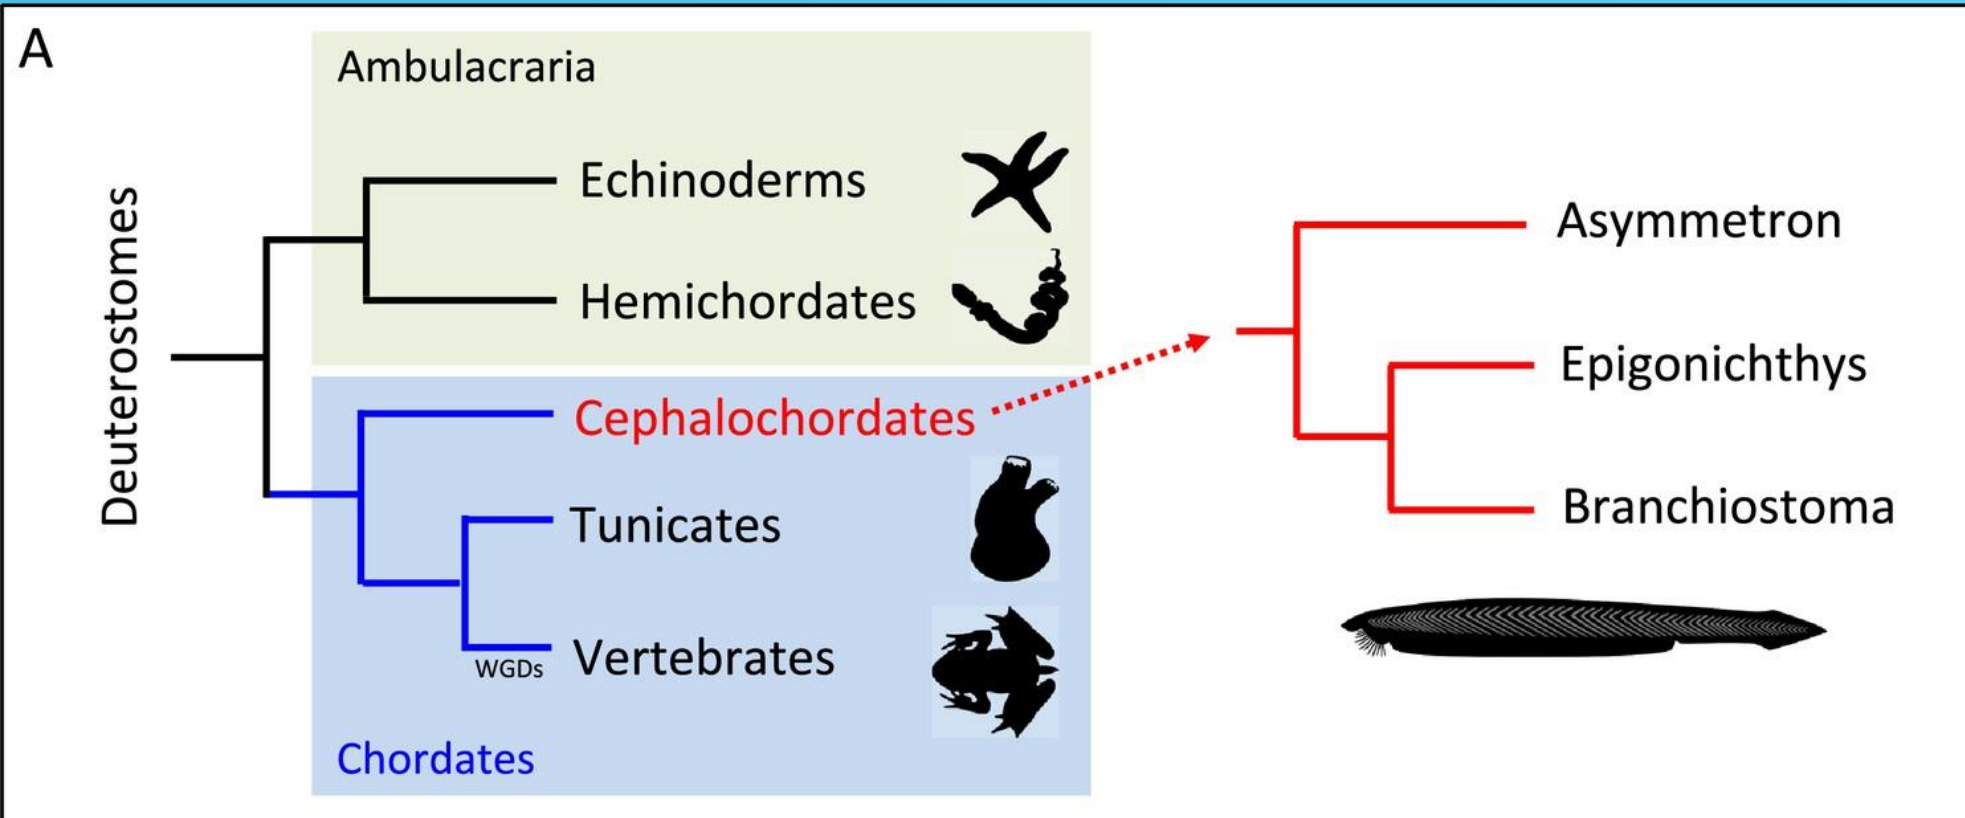 A
Deuterostomes
Ambulacraria
Echinoderms
Hemichordates
Cephalochordates
Tunicates
WGDs
Vertebrates
Chordates
Asymmetron
Epigonichthys
Branchiostoma